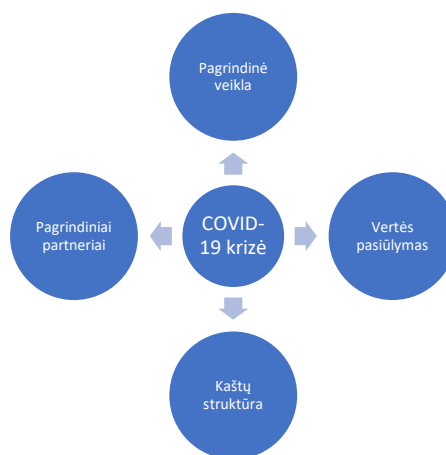 Pagrindinė
veikla
Pagrindiniai
partneriai
COVID-
19 krizė
Vertės
pasiūlymas
Kaštų
struktūra